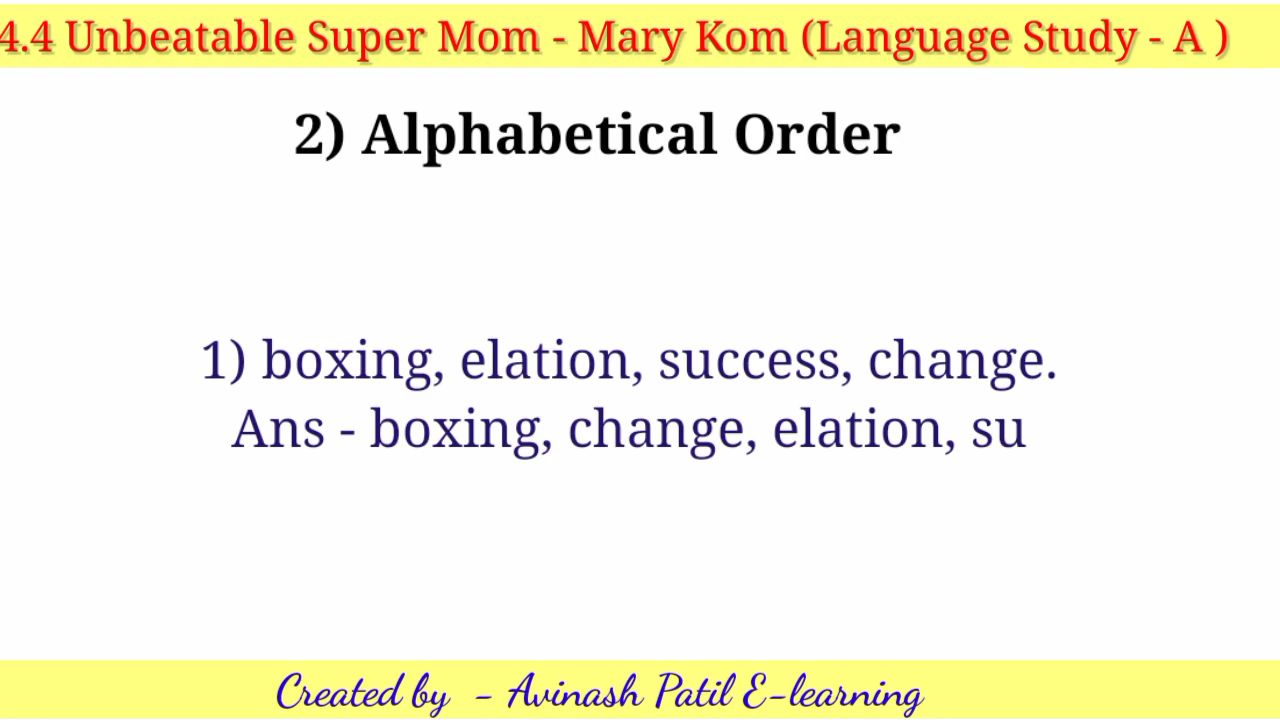 4.4 Unbeatable Super Mom - Mary Kom (Language Study - A )
2) Alphabetical Order
1) boxing, elation, success, change.
Ans - boxing, change, elation, su
Created by - Avinash Patil E-learning